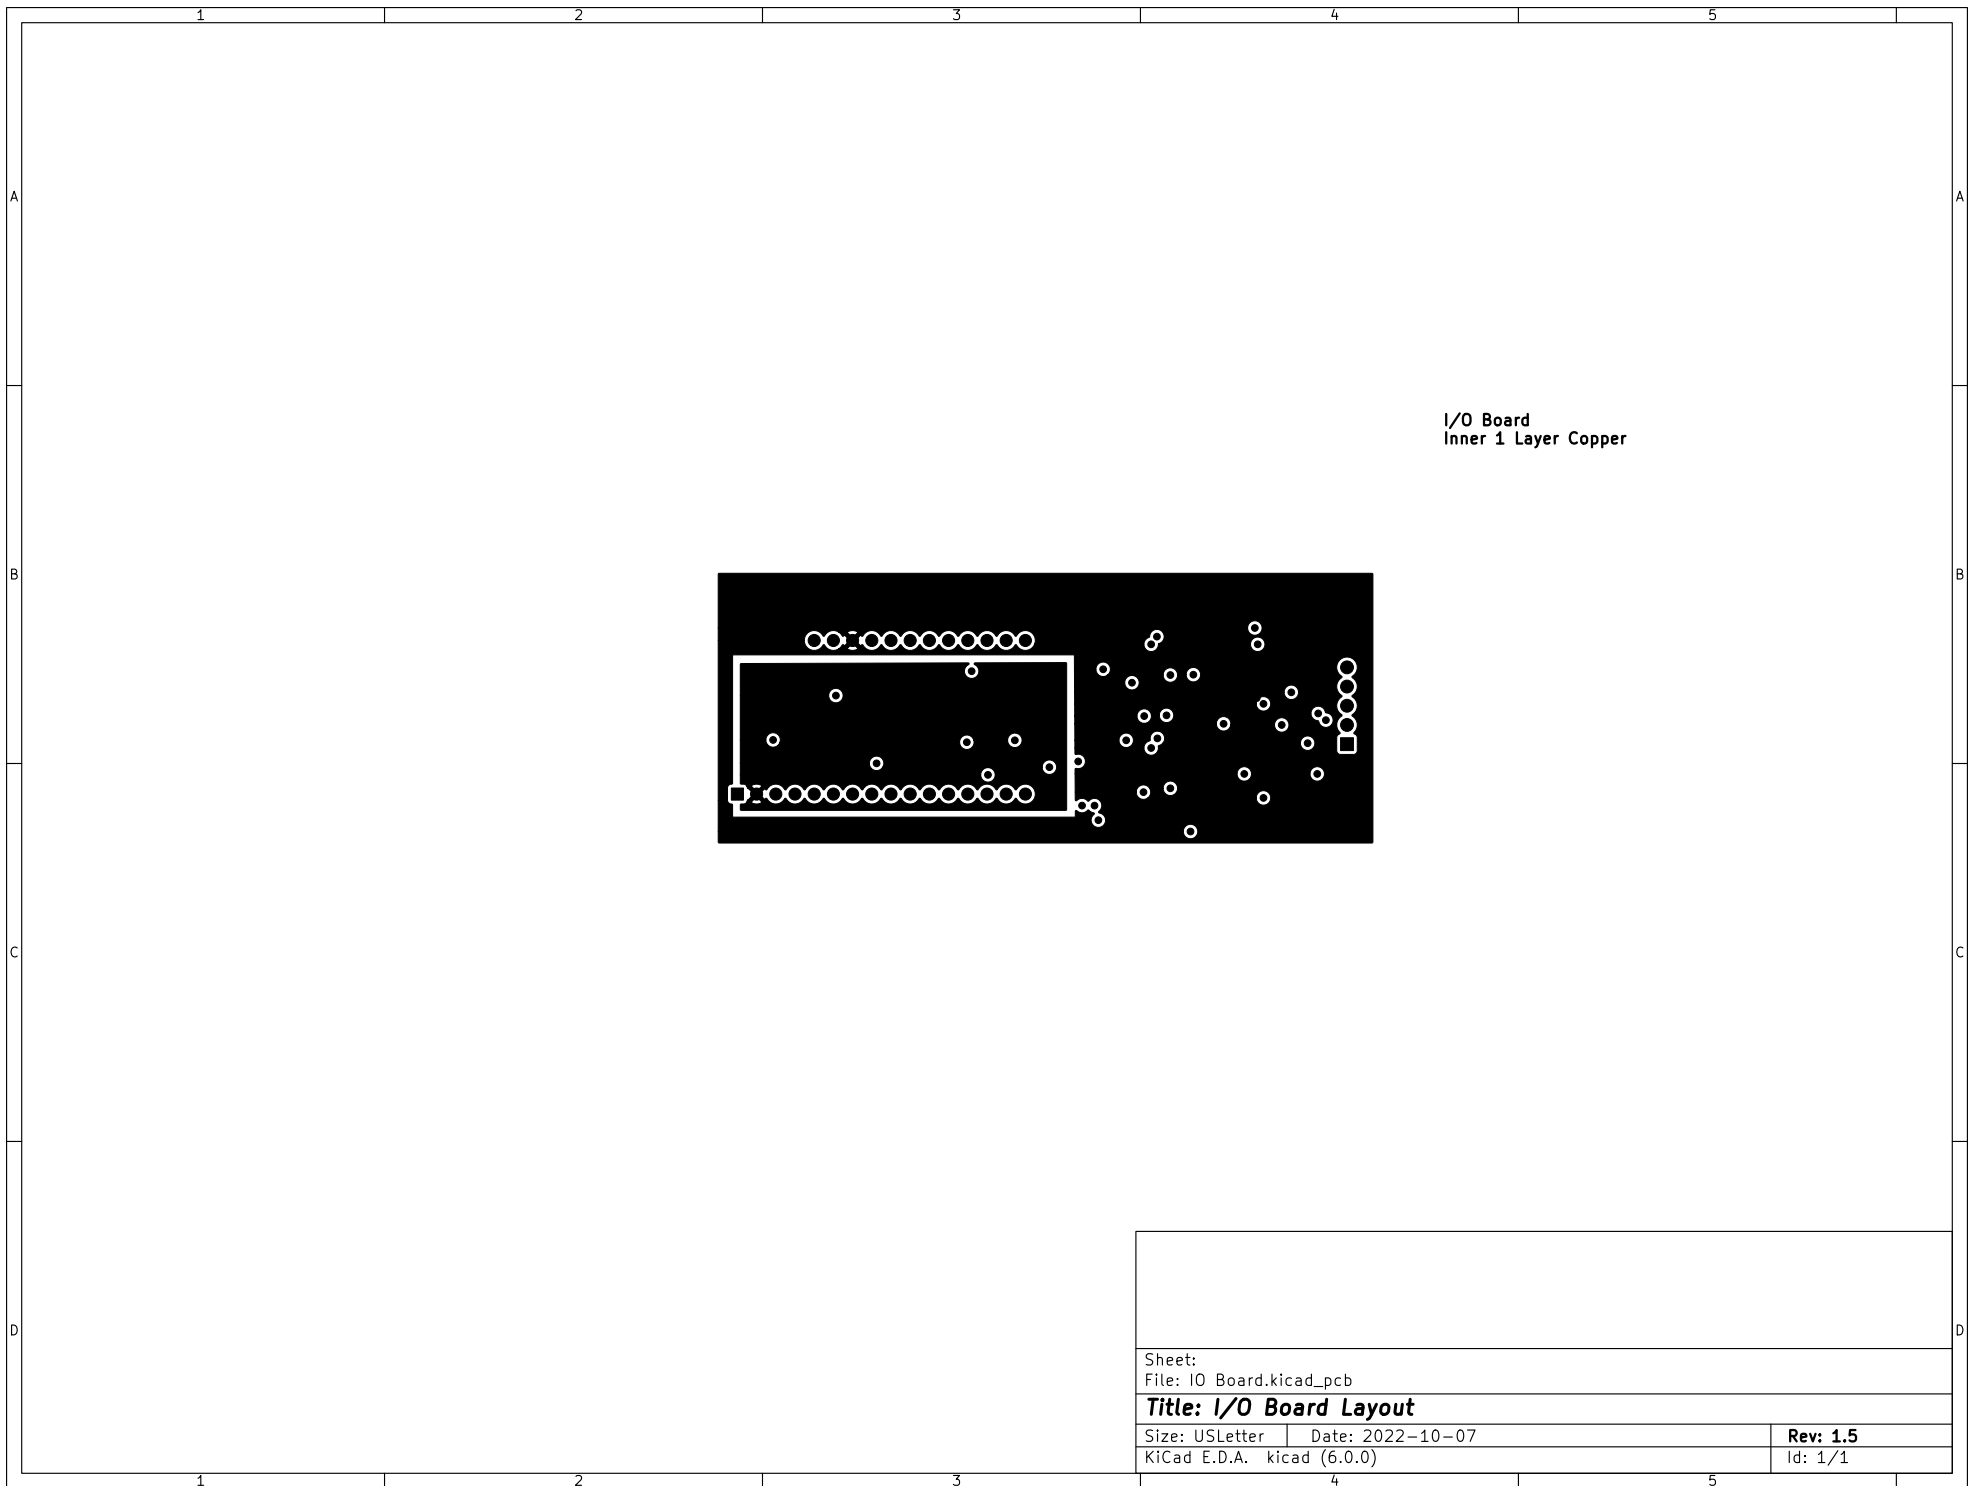 1 2 3 4 5
A A
I/O Board
Inner 1 Layer Copper
B B
C C
D D
Sheet:
File: IO Board.kicad_pcb
Title: I/O Board Layout
Size: USLetter Date: 2022-10-07 Rev: 1.5
KiCad E.D.A. kicad (6.0.0) Id: 1/1
1 2 3 4 5